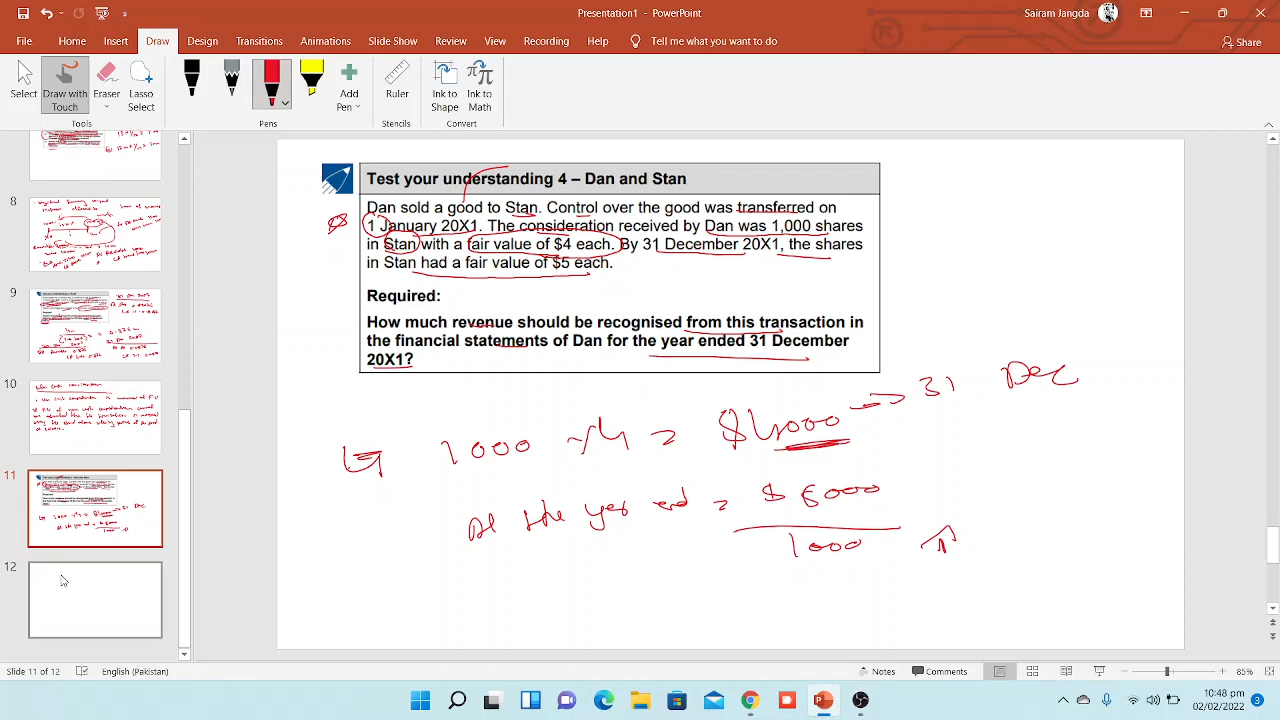 Presentation1 - PowerPoint
Sairam Jangda
File Home Insert Draw Design Transitions Animations Slide Show Review View Recording Help Tell me what you want to do
Share
Select
Draw with Touch
Eraser
Lasso Select
Add Pen
Ruler
Ink to Shape
Ink to Math
Tools
Pens
Stencils
Convert
8
9
10
11
12
Test your understanding 4 – Dan and Stan
Dan sold a good to Stan. Control over the good was transferred on
1 January 20X1. The consideration received by Dan was 1,000 shares
in Stan with a fair value of $4 each. By 31 December 20X1, the shares
in Stan had a fair value of $5 each.
Required:
How much revenue should be recognised from this transaction in
the financial statements of Dan for the year ended 31 December
20X1?
31 Dec
1000 = $4000
At the yer end = $ 5000
1000
Slide 11 of 12
English (Pakistan)
Notes
Comments
85%
10:48 pm
02/02/2022